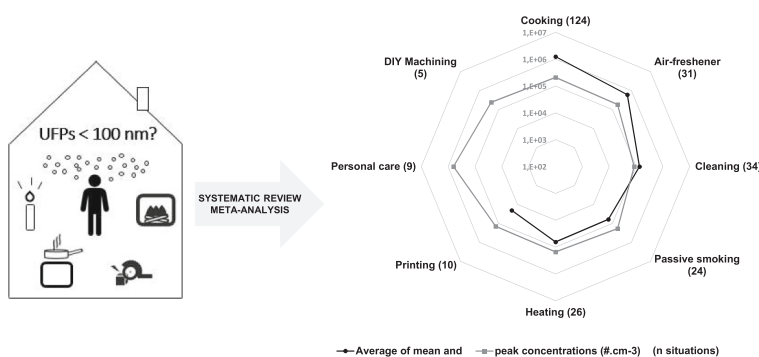 UFPs < 100 nm?
SYSTEMATIC REVIEW
META-ANALYSIS
Cooking (124)
Air-freshener
(31)
Cleaning (34)
Passive smoking
(24)
Heating (26)
Printing (10)
Personal care (9)
DIY Machining
(5)
1,E+07
1,E+06
1,E+05
1,E+04
1,E+03
1,E+02
Average of mean and peak concentrations (#.cm-3) (n situations)